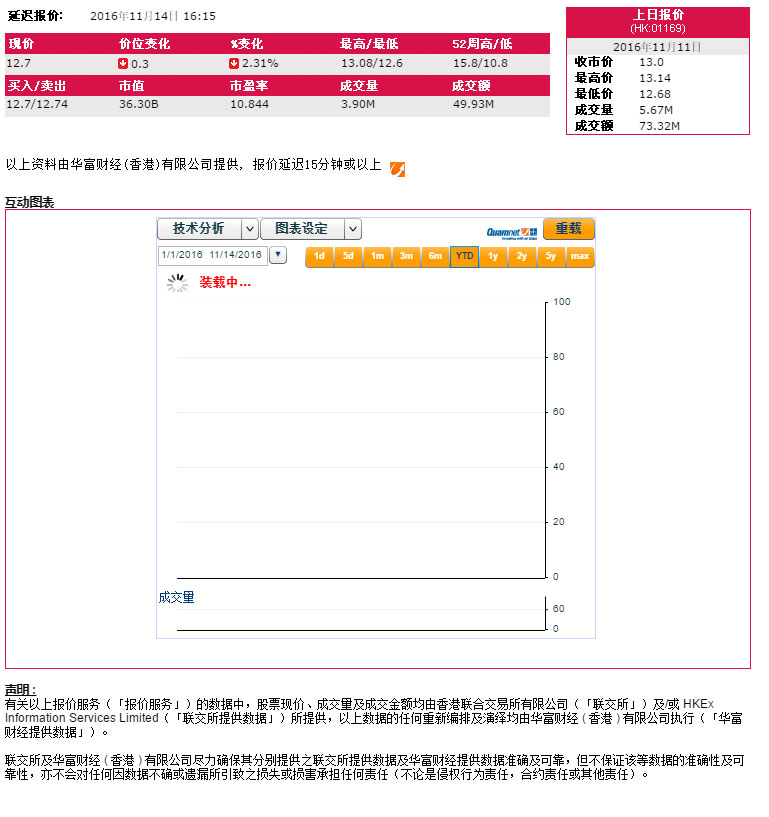 延迟报价: 2016年11月14日 16:15
现价 价位变化 %变化 最高/最低 52周高/低
12.7 0.3 2.31% 13.08/12.6 15.8/10.8
买入/卖出 市值 市盈率 成交量 成交额
12.7/12.74 36.30B 10.844 3.90M 49.93M
上日报价
(HK:01169)
2016年11月11日
收市价 13.0
最高价 13.14
最低价 12.68
成交量 5.67M
成交额 73.32M
以上资料由华富财经(香港)有限公司提供, 报价延迟15分钟或以上
互动图表
技术分析 图表设定 Quamnet 重载
1/1/2016 11/14/2016 1d 5d 1m 3m 6m YTD 1y 2y 5y max
装载中...
100
80
60
40
20
0
成交量
60
0
声明 :
有关以上报价服务（「报价服务」）的数据中，股票现价、成交量及成交金额均由香港联合交易所有限公司（「联交所」）及/或 HKEx
Information Services Limited（「联交所提供数据」）所提供，以上数据的任何重新编排及演绎均由华富财经 ( 香港 ) 有限公司执行（「华富
财经提供数据」）。
联交所及华富财经 ( 香港 ) 有限公司尽力确保其分别提供之联交所提供数据及华富财经提供数据准确及可靠，但不保证该等数据的准确性及可
靠性，亦不会对任何因数据不确或遗漏所引致之损失或损害承担任何责任（不论是侵权行为责任，合约责任或其他责任）。